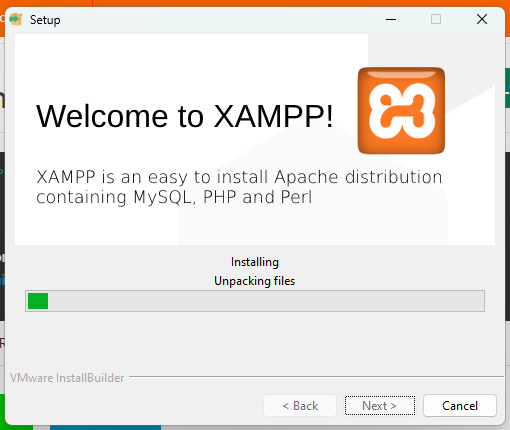 Setup
Welcome to XAMPP!
XAMPP is an easy to install Apache distribution
containing MySQL, PHP and Perl
Installing
Unpacking files
VMware InstallBuilder
< Back
Next >
Cancel